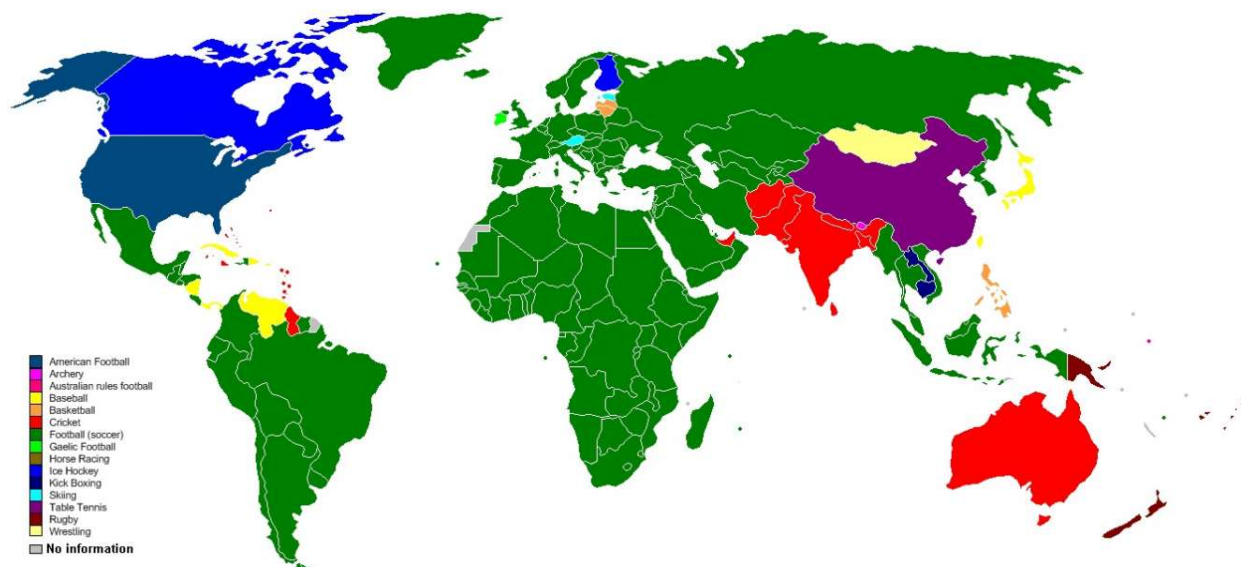 American Football
Archery
Australian rules football
Baseball
Basketball
Cricket
Football (soccer)
Gaelic Football
Horse Racing
Ice Hockey
Kick Boxing
Skiing
Table Tennis
Rugby
Wrestling
No information